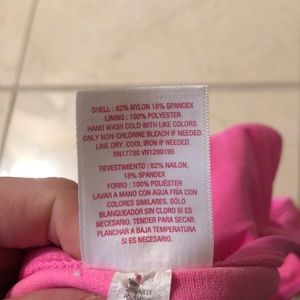 SHELL : 82% NYLON 18% SPANDEX
LINING : 100% POLYESTER
HAND WASH COLD WITH LIKE COLORS.
ONLY NON-CHLORINE BLEACH IF NEEDED.
LINE DRY. COOL IRON IF NEEDED.
RN17730 VN1299195
REVESTIMIENTO : 82% NAILON,
18% SPANDEX
FORRO : 100% POLIÉSTER
LAVAR A MANO CON AGUA FRÍA CON
COLORES SIMILARES. SÓLO
BLANQUEADOR SIN CLORO SI ES
NECESARIO. TENDER PARA SECAR.
PLANCHAR A BAJA TEMPERATURA
SI ES NECESARIO.